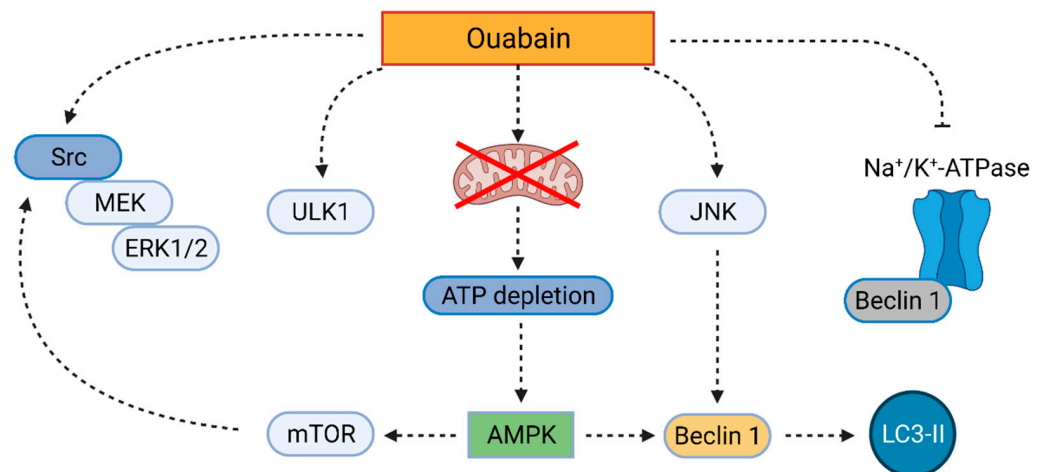 Ouabain
Src
MEK
ERK1/2
ULK1
JNK
Na⁺/K⁺-ATPase
Beclin 1
ATP depletion
mTOR
AMPK
Beclin 1
LC3-II